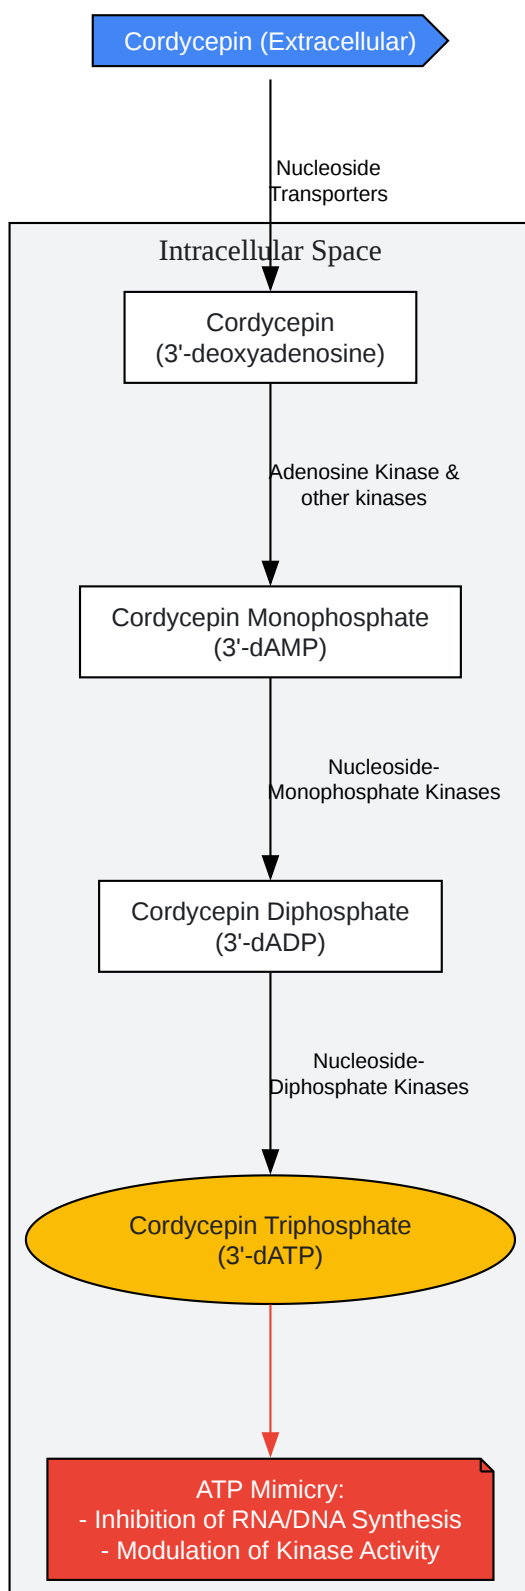 Cordycepin (Extracellular)
Nucleoside
Transporters
Intracellular Space
Cordycepin
(3'-deoxyadenosine)
Adenosine Kinase &
other kinases
Cordycepin Monophosphate
(3'-dAMP)
Nucleoside-
Monophosphate Kinases
Cordycepin Diphosphate
(3'-dADP)
Nucleoside-
Diphosphate Kinases
Cordycepin Triphosphate
(3'-dATP)
ATP Mimicry:
- Inhibition of RNA/DNA Synthesis
- Modulation of Kinase Activity